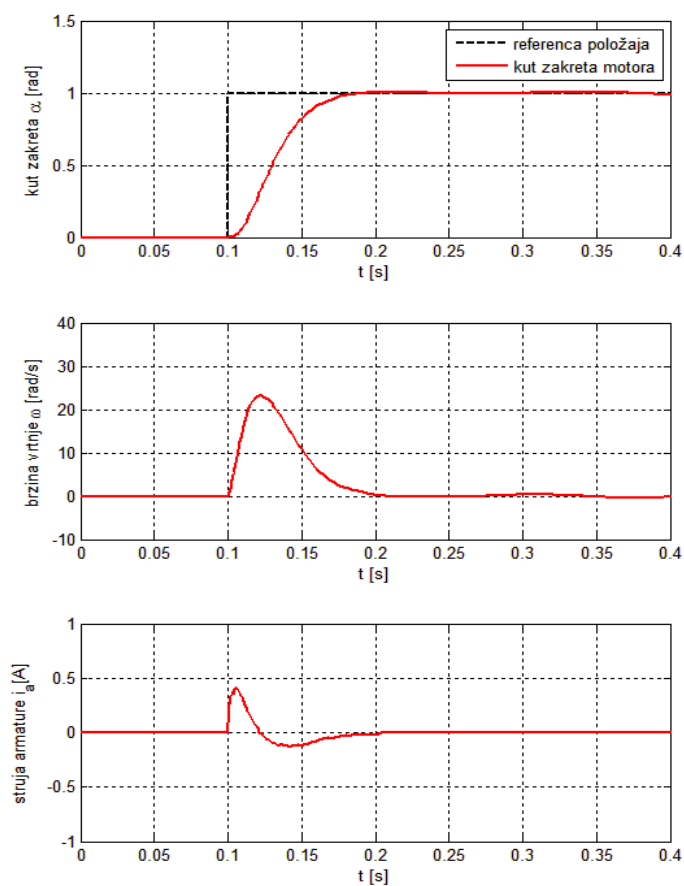 kut zakreta α [rad]
1.5
1
0.5
0
referenca položaja
kut zakreta motora
0 0.05 0.1 0.15 0.2 0.25 0.3 0.35 0.4
t [s]
brzina vrtnje ω [rad/s]
40
30
20
10
0
-10
0 0.05 0.1 0.15 0.2 0.25 0.3 0.35 0.4
t [s]
struja armature i_a[A]
1
0.5
0
-0.5
-1
0 0.05 0.1 0.15 0.2 0.25 0.3 0.35 0.4
t [s]